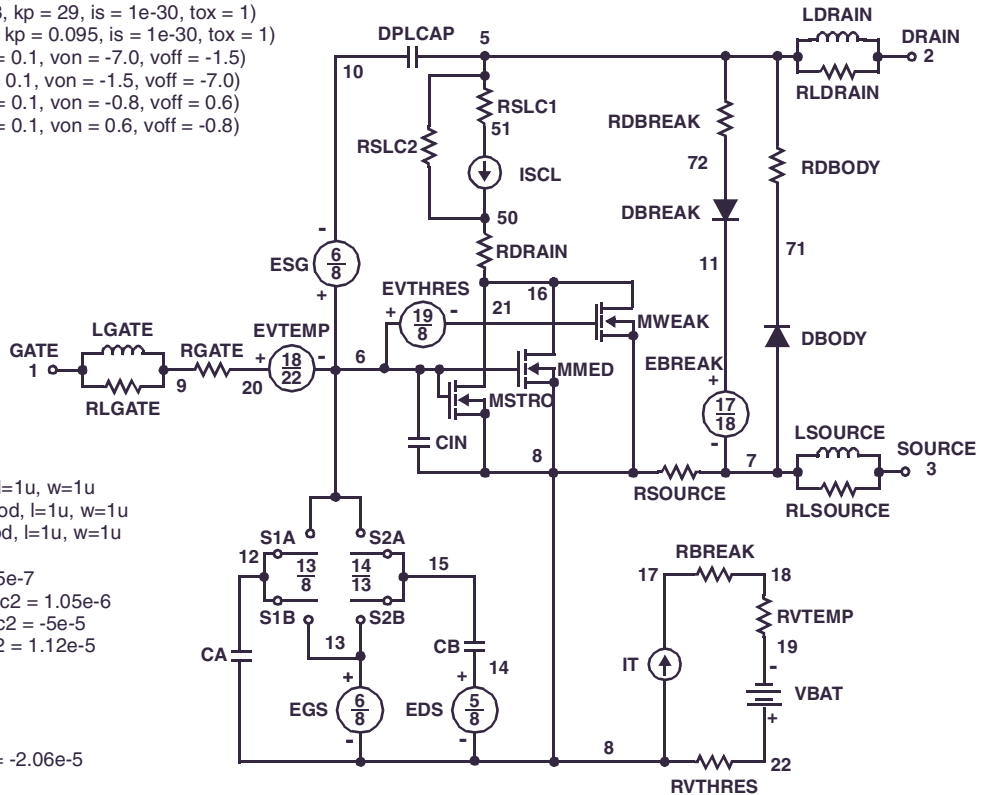 3, kp = 29, is = 1e-30, tox = 1)
kp = 0.095, is = 1e-30, tox = 1)
= 0.1, von = -7.0, voff = -1.5)
0.1, von = -1.5, voff = -7.0)
= 0.1, von = -0.8, voff = 0.6)
= 0.1, von = 0.6, voff = -0.8)
LDRAIN
DPLCAP 5 DRAIN
2
10
RLDRAIN
RSLC1
51
RDBREAK
RSLC2
72
ISCL
RDBODY
DBREAK
50
RDRAIN
71
ESG 6
8
11
EVTHRES
16
21
19
8
MWEAK
LGATE
EVTEMP
GATE
1
RGATE
18
22
6
EBREAK
DBODY
MMED
9
20
RLGATE
MSTRO
17
18
CIN
LSOURCE
8
7
SOURCE
3
RSOURCE
RLSOURCE
l=1u, w=1u
od, l=1u, w=1u
od, l=1u, w=1u
5e-7
c2 = 1.05e-6
c2 = -5e-5
2 = 1.12e-5
= -2.06e-5
S1A
S2A
12
13
8
14
13
15
S1B
S2B
13
CA
CB
14
+ +
EGS 6
8
EDS 5
8
- -
RBREAK
17
18
RVTEMP
19
IT
-
VBAT
+
8
22
RVTHRES